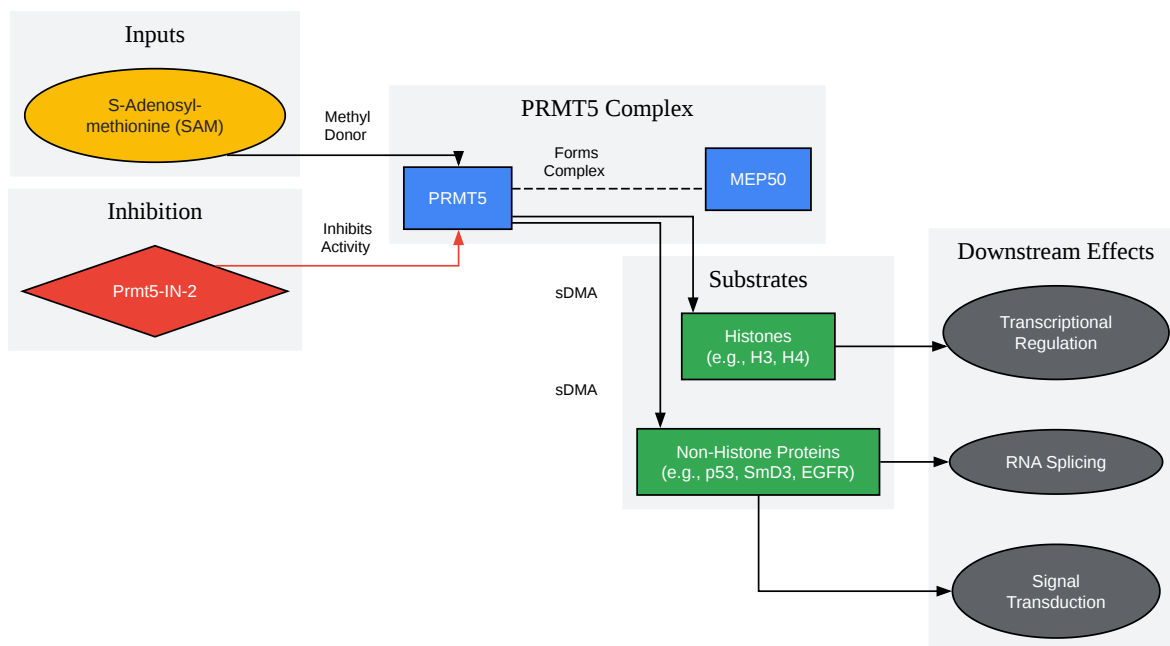 Inputs
S-Adenosyl-
methionine (SAM)
Methyl
Donor
Inhibition
Prmt5-IN-2
Inhibits
Activity
PRMT5 Complex
PRMT5
Forms
Complex
MEP50
sDMA
sDMA
Substrates
Histones
(e.g., H3, H4)
Non-Histone Proteins
(e.g., p53, SmD3, EGFR)
Downstream Effects
Transcriptional
Regulation
RNA Splicing
Signal
Transduction